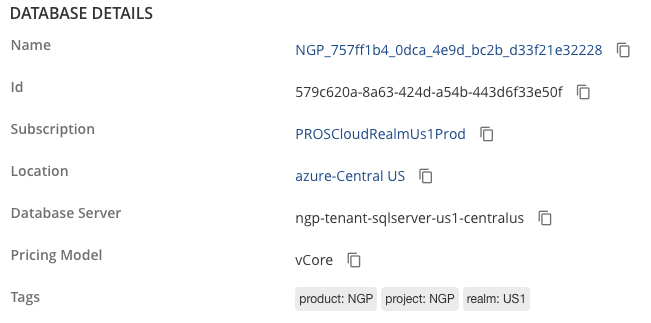 DATABASE DETAILS
Name NGP_757ff1b4_0dca_4e9d_bc2b_d33f21e32228
Id 579c620a-8a63-424d-a54b-443d6f33e50f
Subscription PROSCloudRealmUs1Prod
Location azure-Central US
Database Server ngp-tenant-sqlserver-us1-centralus
Pricing Model vCore
Tags product: NGP project: NGP realm: US1